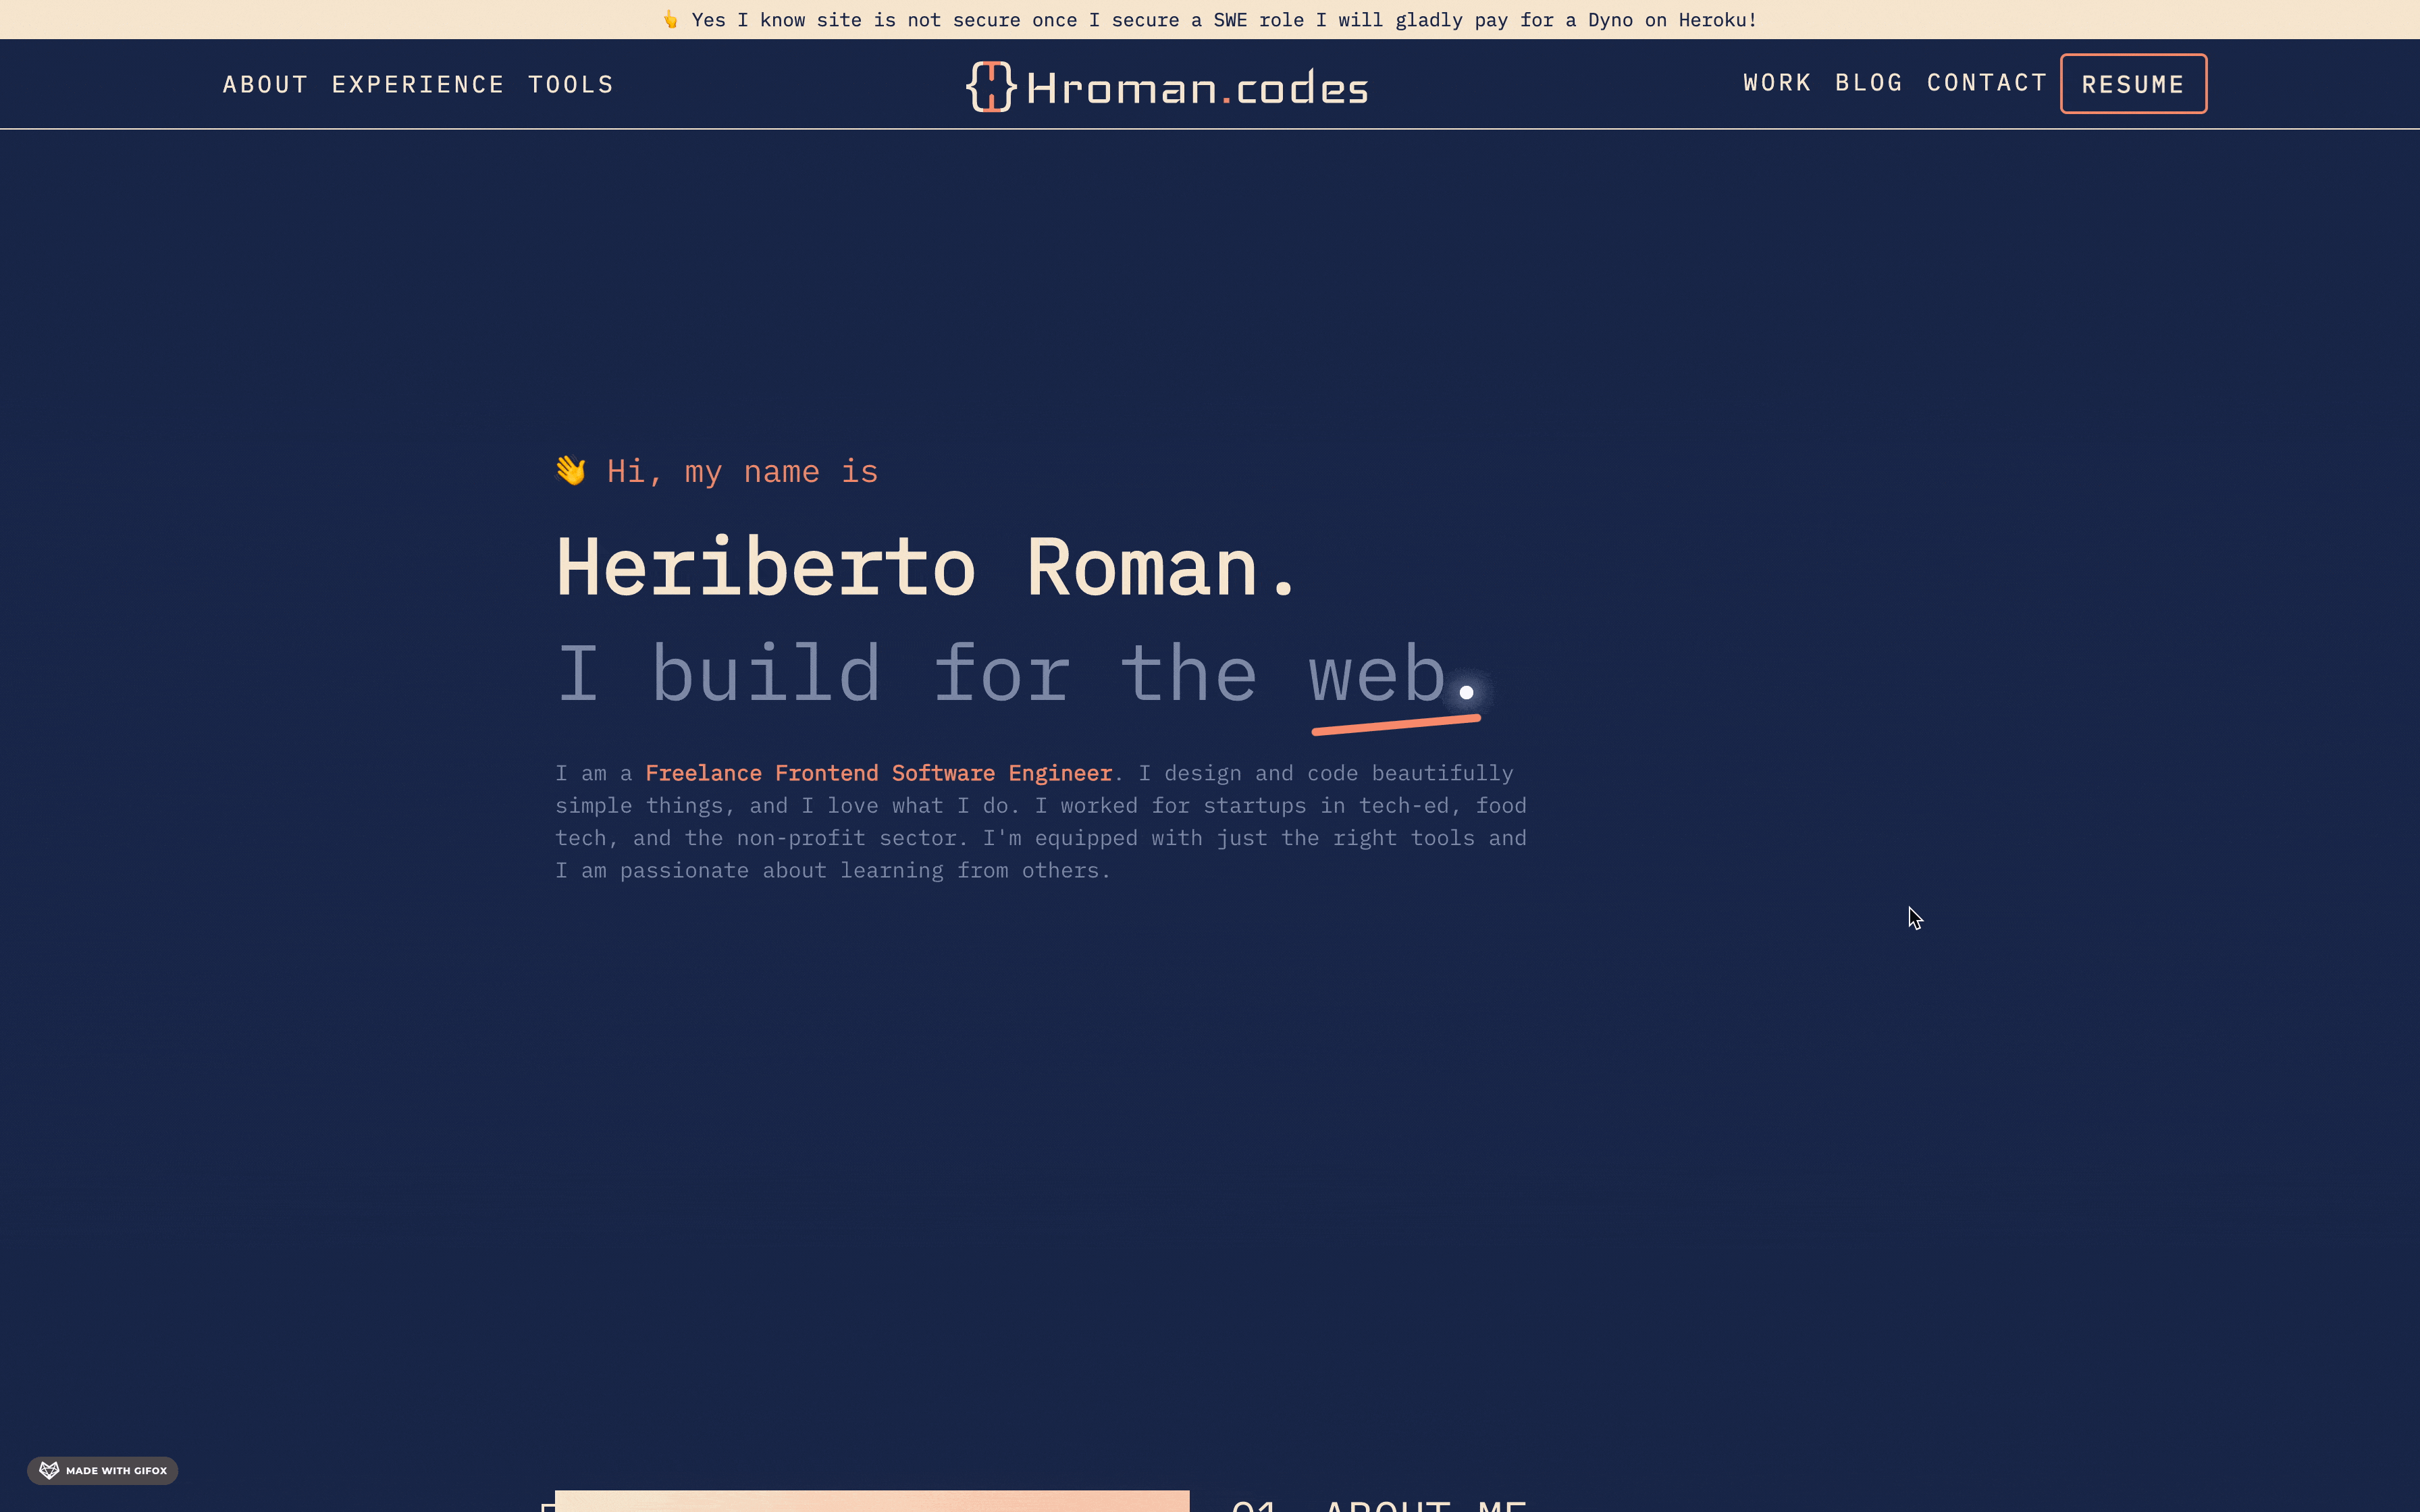 👆 Yes I know site is not secure once I secure a SWE role I will gladly pay for a Dyno on Heroku!
ABOUT EXPERIENCE TOOLS
Hroman.codes
WORK BLOG CONTACT RESUME
👋 Hi, my name is
Heriberto Roman.
I build for the web.
I am a Freelance Frontend Software Engineer. I design and code beautifully
simple things, and I love what I do. I worked for startups in tech-ed, food
tech, and the non-profit sector. I'm equipped with just the right tools and
I am passionate about learning from others.
MADE WITH GIFOX
01. ABOUT ME